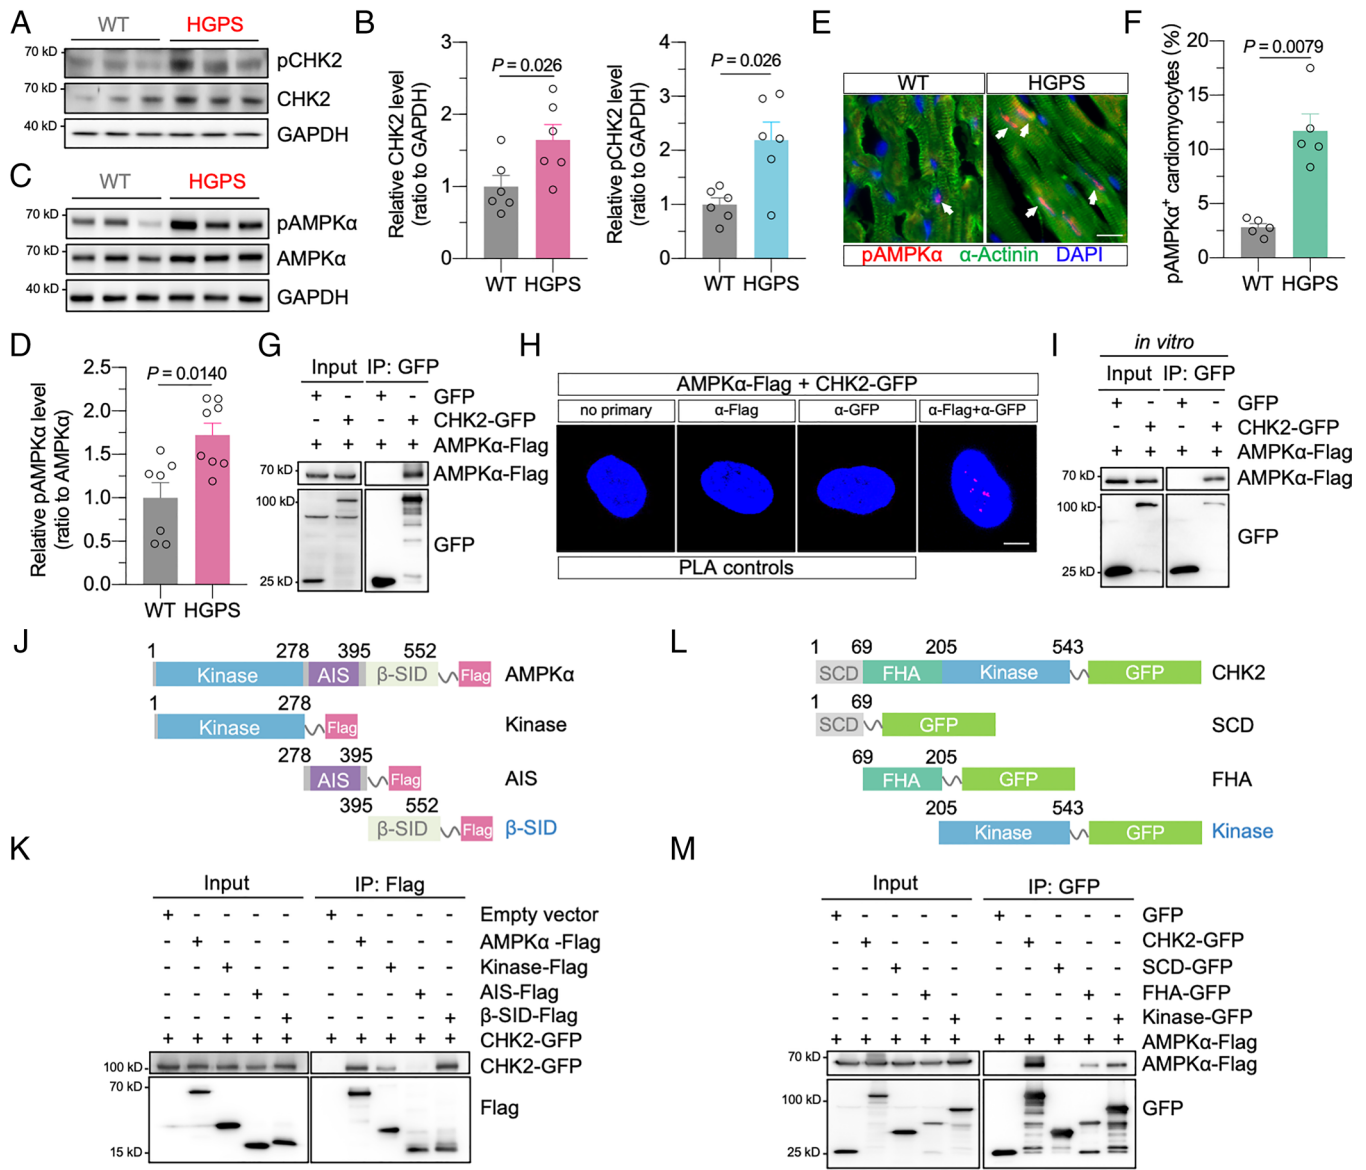 A
WT HGPS
70 kD
pCHK2
70 kD
CHK2
40 kD
GAPDH
B
Relative CHK2 level
(ratio to GAPDH)
3
2
1
0
P = 0.026
WT HGPS
Relative pCHK2 level
(ratio to GAPDH)
4
3
2
1
0
P = 0.026
WT HGPS
C
WT HGPS
70 kD
pAMPKα
70 kD
AMPKα
40 kD
GAPDH
D
Relative pAMPKα level
(ratio to AMPKα)
2.5
2.0
1.5
1.0
0.5
0.0
P = 0.0140
WT HGPS
E
WT HGPS
pAMPKα α-Actinin DAPI
F
pAMPKα+ cardiomyocytes (%)
20
15
10
5
0
P = 0.0079
WT HGPS
G
Input IP: GFP
+ - + - GFP
- + - + CHK2-GFP
+ + + + AMPKα-Flag
70 kD AMPKα-Flag
100 kD
GFP
25 kD
H
AMPKα-Flag + CHK2-GFP
no primary α-Flag α-GFP α-Flag+α-GFP
PLA controls
I
in vitro
Input IP: GFP
+ - + - GFP
- + - + CHK2-GFP
+ + + + AMPKα-Flag
70 kD AMPKα-Flag
100 kD
GFP
25 kD
J
1 278 395 552
Kinase AIS β-SID Flag AMPKα
1 278
Kinase Flag Kinase
278 395
AIS Flag AIS
395 552
β-SID Flag β-SID
K
Input IP: Flag
+ - - - - + - - - - Empty vector
- + - - - - + - - - AMPKα -Flag
- - + - - - - + - - Kinase-Flag
- - - + - - - - + - AIS-Flag
- - - - + - - - - + β-SID-Flag
+ + + + + + + + + + CHK2-GFP
100 kD CHK2-GFP
70 kD
Flag
15 kD
L
1 69 205 543
SCD FHA Kinase GFP CHK2
1 69
SCD GFP SCD
69 205
FHA GFP FHA
205 543
Kinase GFP Kinase
M
Input IP: GFP
+ - - - - + - - - - GFP
- + - - - - + - - - CHK2-GFP
- - + - - - - + - - SCD-GFP
- - - + - - - - + - FHA-GFP
- - - - + - - - - + Kinase-GFP
+ + + + + + + + + + AMPKα-Flag
70 kD AMPKα-Flag
100 kD
GFP
25 kD